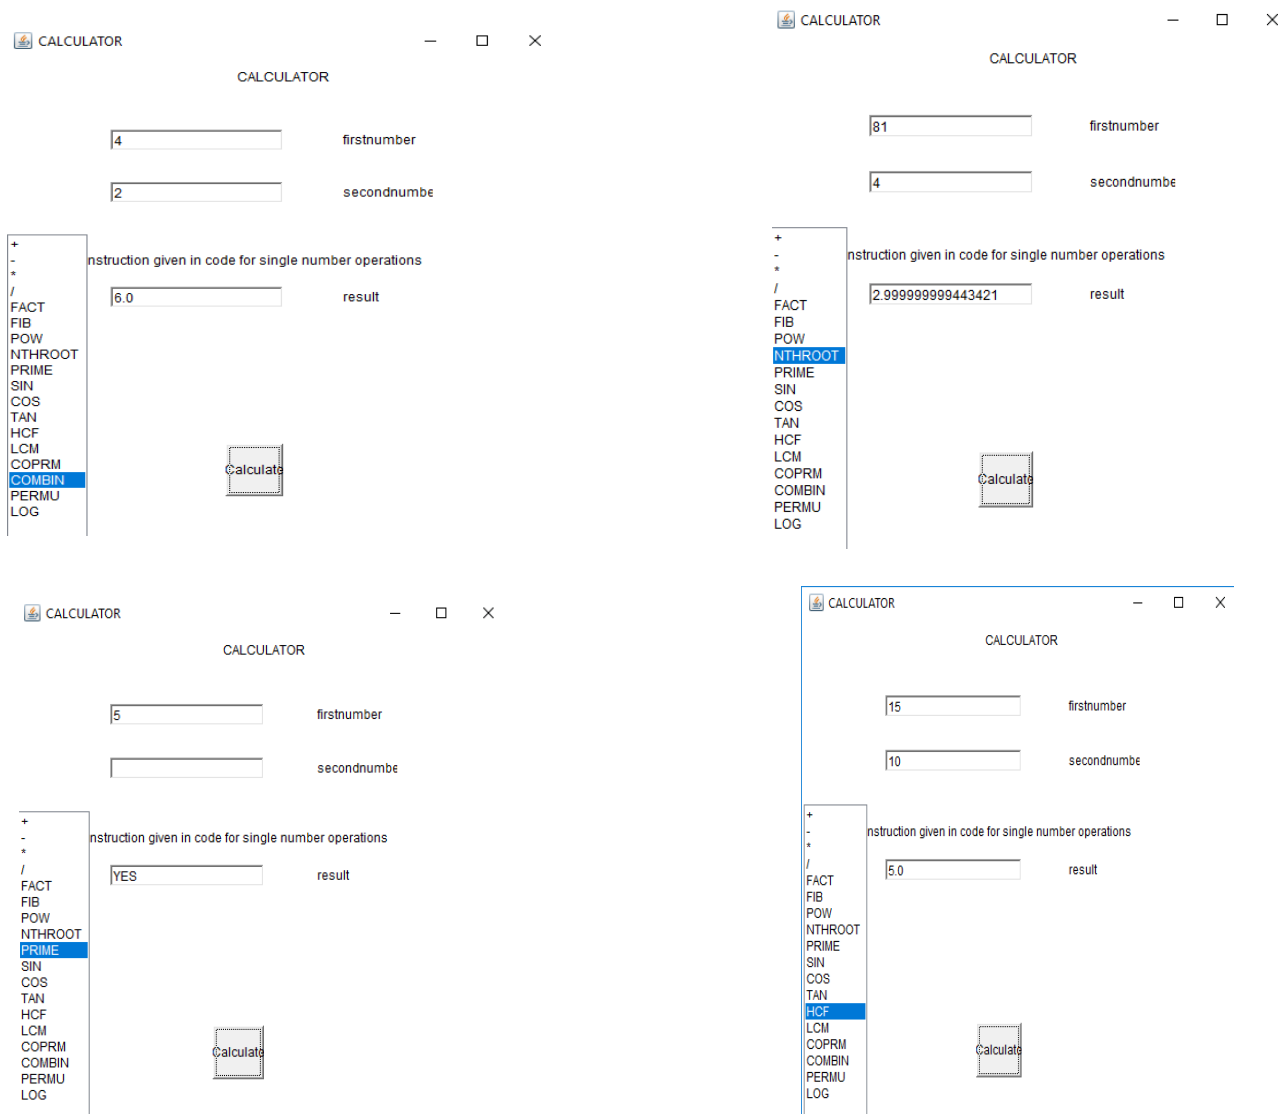 CALCULATOR
CALCULATOR
4 firstnumber
2 secondnumbe
+
-
nstruction given in code for single number operations
*
/
6.0 result
FACT
FIB
POW
NTHROOT
PRIME
SIN
COS
TAN
HCF
LCM
COPRM
COMBIN
PERMU
LOG
Calculate
CALCULATOR
CALCULATOR
81 firstnumber
4 secondnumbe
+
-
nstruction given in code for single number operations
*
/
2.999999999443421 result
FACT
FIB
POW
NTHROOT
PRIME
SIN
COS
TAN
HCF
LCM
COPRM
COMBIN
PERMU
LOG
Calculate
CALCULATOR
CALCULATOR
5 firstnumber
secondnumbe
+
-
nstruction given in code for single number operations
*
/
YES result
FACT
FIB
POW
NTHROOT
PRIME
SIN
COS
TAN
HCF
LCM
COPRM
COMBIN
PERMU
LOG
Calculate
CALCULATOR
CALCULATOR
15 firstnumber
10 secondnumbe
+
-
nstruction given in code for single number operations
*
/
5.0 result
FACT
FIB
POW
NTHROOT
PRIME
SIN
COS
TAN
HCF
LCM
COPRM
COMBIN
PERMU
LOG
Calculate